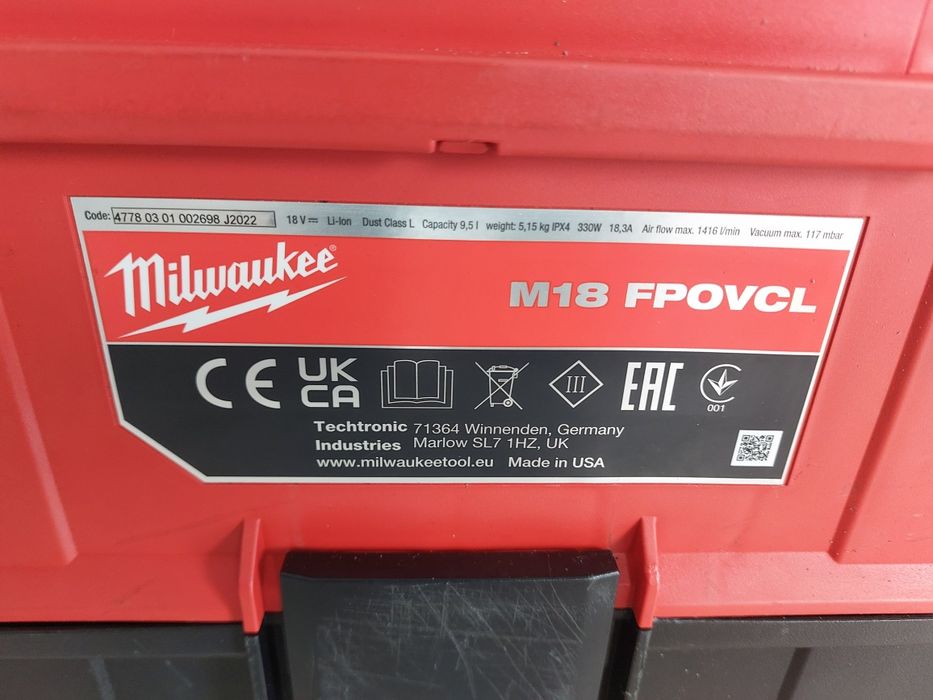 Code: 4778 03 01 002698 J2022 18 V Li-Ion Dust Class L Capacity 9,5 l weight: 5,15 kg IPX4 330W 18,3A Air flow max. 1416 l/min Vacuum max. 117 mbar
Milwaukee®
M18 FPOVCL
CE UK CA III EAC
001
Techtronic 71364 Winnenden, Germany
Industries Marlow SL7 1HZ, UK
www.milwaukeetool.eu Made in USA